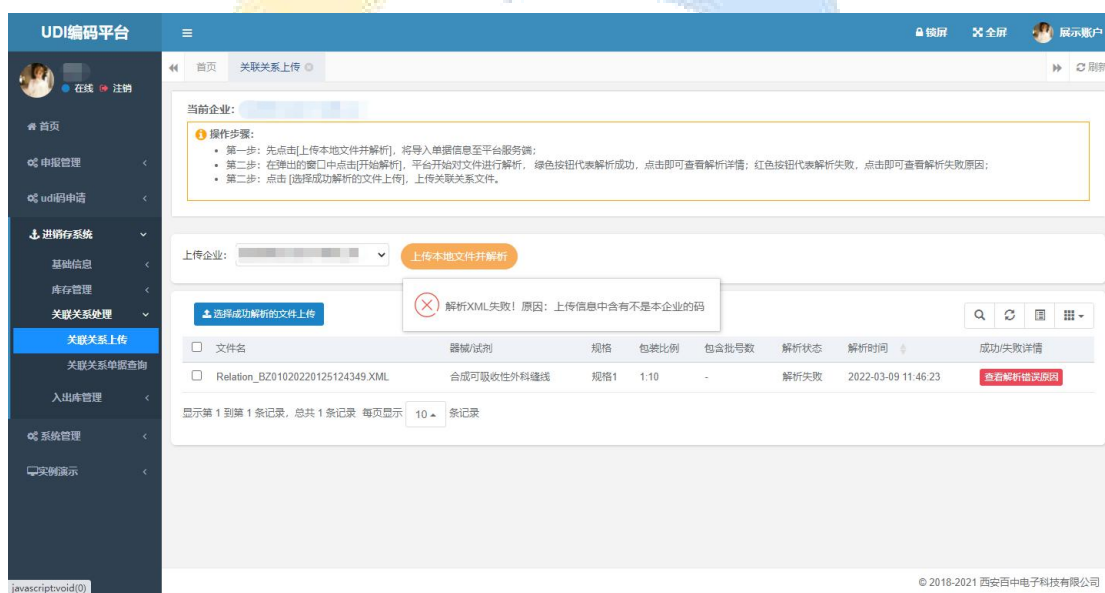 UDI编码平台
锁屏 全屏 展示账户
在线 注销
首页 关联关系上传 刷新
当前企业：
操作步骤：
• 第一步：先点击[上传本地文件并解析]，将导入单据信息至平台服务端；
• 第二步：在弹出的窗口中点击[开始解析]，平台开始对文件进行解析，绿色按钮代表解析成功，点击即可查看解析详情；红色按钮代表解析失败，点击即可查看解析失败原因；
• 第二步：点击 [选择成功解析的文件上传]，上传关联关系文件。
首页
申报管理
udi码申请
进销存系统
基础信息
库存管理
关联关系处理
关联关系上传
关联关系单据查询
入出库管理
系统管理
实例演示
上传企业：
上传本地文件并解析
解析XML失败！原因：上传信息中含有不是本企业的码
选择成功解析的文件上传
文件名 器械/试剂 规格 包装比例 包含批号数 解析状态 解析时间 成功/失败详情
Relation_BZ01020220125124349.XML 合成可吸收性外科缝线 规格1 1:10 - 解析失败 2022-03-09 11:46:23 查看解析错误原因
显示第 1 到第 1 条记录，总共 1 条记录 每页显示 10 条记录
© 2018-2021 西安百中电子科技有限公司
javascript:void(0)